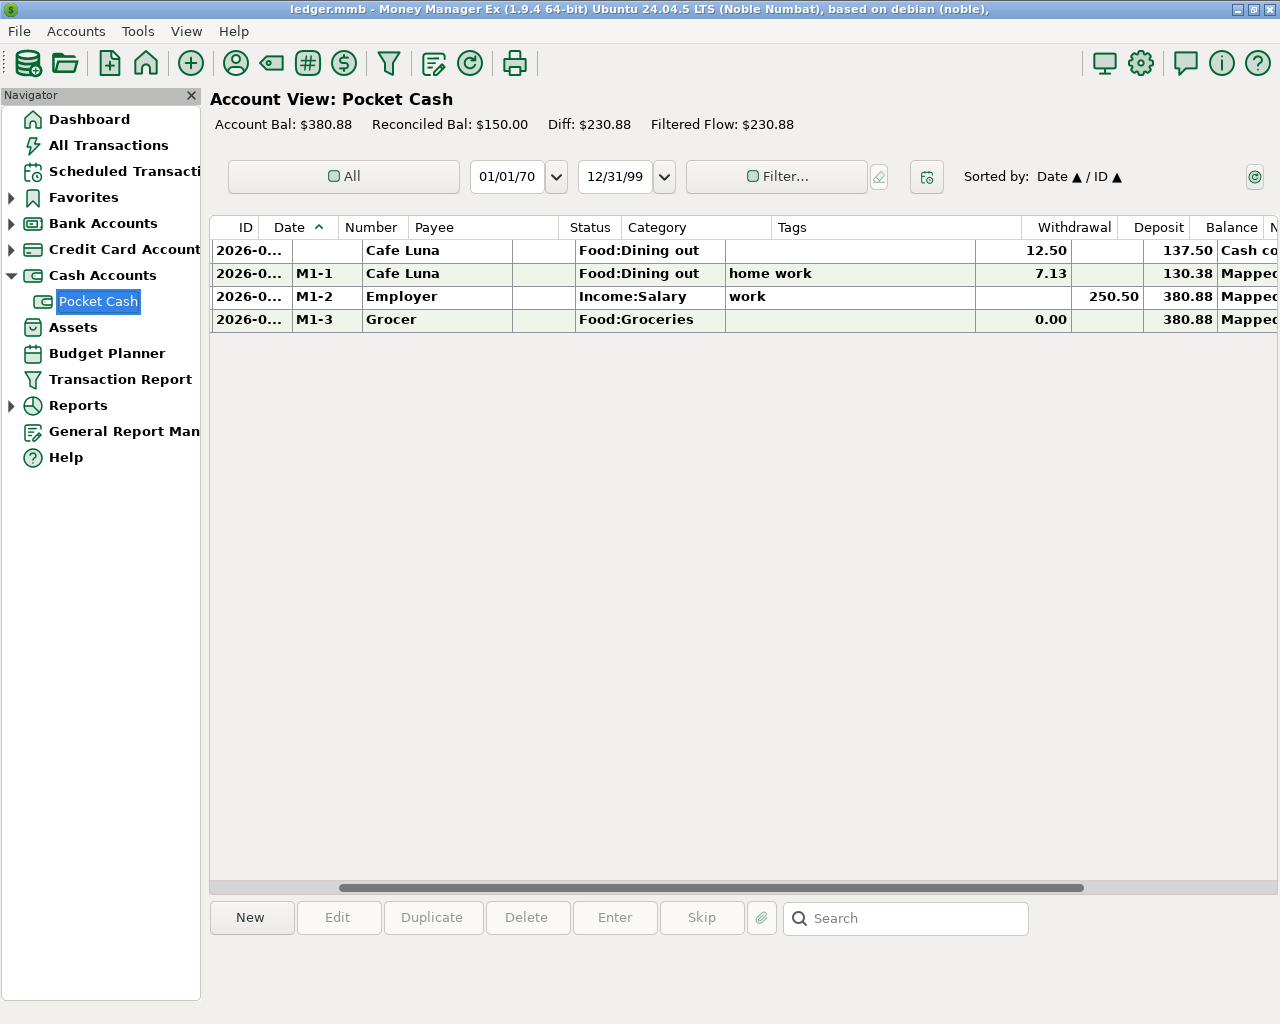 ledger.mmb - Money Manager Ex (1.9.4 64-bit) Ubuntu 24.04.5 LTS (Noble Numbat), based on debian (noble),
File Accounts Tools View Help
Navigator
Dashboard
All Transactions
Scheduled Transacti
Favorites
Bank Accounts
Credit Card Account
Cash Accounts
Pocket Cash
Assets
Budget Planner
Transaction Report
Reports
General Report Man
Help
Account View: Pocket Cash
Account Bal: $380.88 Reconciled Bal: $150.00 Diff: $230.88 Filtered Flow: $230.88
All 01/01/70 12/31/99 Filter... Sorted by: Date ▲ / ID ▲
ID Date Number Payee Status Category Tags Withdrawal Deposit Balance N
2026-0... Cafe Luna Food:Dining out 12.50 137.50 Cash co
2026-0... M1-1 Cafe Luna Food:Dining out home work 7.13 130.38 Mapped
2026-0... M1-2 Employer Income:Salary work 250.50 380.88 Mapped
2026-0... M1-3 Grocer Food:Groceries 0.00 380.88 Mapped
New Edit Duplicate Delete Enter Skip Search